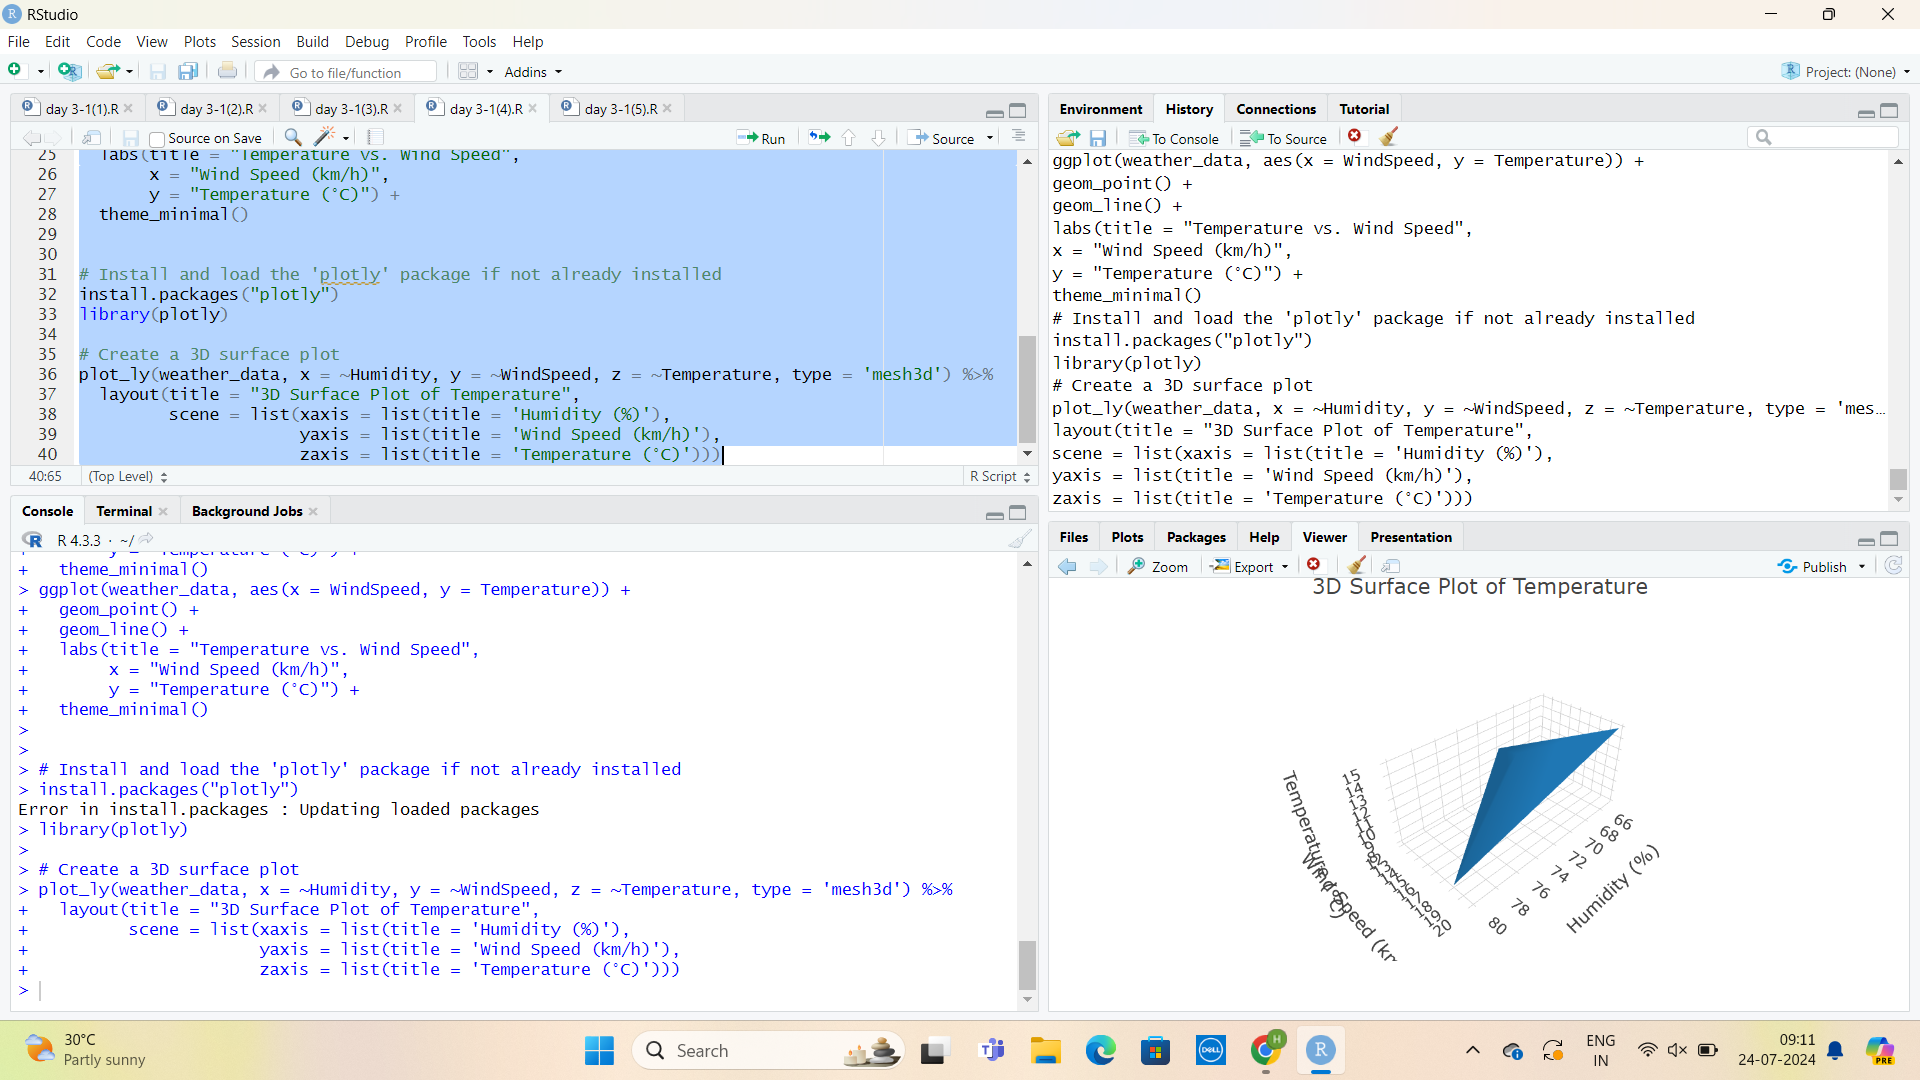 RStudio
File Edit Code View Plots Session Build Debug Profile Tools Help
Go to file/function Addins Project: (None)
day 3-1(1).R day 3-1(2).R day 3-1(3).R day 3-1(4).R day 3-1(5).R
Source on Save Run Source
25 labs(title = "Temperature vs. Wind Speed",
26 x = "Wind Speed (km/h)",
27 y = "Temperature (°C)") +
28 theme_minimal()
29
30
31 # Install and load the 'plotly' package if not already installed
32 install.packages("plotly")
33 library(plotly)
34
35 # Create a 3D surface plot
36 plot_ly(weather_data, x = ~Humidity, y = ~WindSpeed, z = ~Temperature, type = 'mesh3d') %>%
37 layout(title = "3D Surface Plot of Temperature",
38 scene = list(xaxis = list(title = 'Humidity (%)'),
39 yaxis = list(title = 'Wind Speed (km/h)'),
40 zaxis = list(title = 'Temperature (°C)')))
40:65 (Top Level) R Script
Console Terminal Background Jobs
R 4.3.3 · ~/
+ y = "Temperature (°C)") +
+ theme_minimal()
> ggplot(weather_data, aes(x = WindSpeed, y = Temperature)) +
+ geom_point() +
+ geom_line() +
+ labs(title = "Temperature vs. Wind Speed",
+ x = "Wind Speed (km/h)",
+ y = "Temperature (°C)") +
+ theme_minimal()
>
>
> # Install and load the 'plotly' package if not already installed
> install.packages("plotly")
Error in install.packages : Updating loaded packages
> library(plotly)
>
> # Create a 3D surface plot
> plot_ly(weather_data, x = ~Humidity, y = ~WindSpeed, z = ~Temperature, type = 'mesh3d') %>%
+ layout(title = "3D Surface Plot of Temperature",
+ scene = list(xaxis = list(title = 'Humidity (%)'),
+ yaxis = list(title = 'Wind Speed (km/h)'),
+ zaxis = list(title = 'Temperature (°C)')))
>
Environment History Connections Tutorial
To Console To Source
ggplot(weather_data, aes(x = WindSpeed, y = Temperature)) +
geom_point() +
geom_line() +
labs(title = "Temperature vs. Wind Speed",
x = "Wind Speed (km/h)",
y = "Temperature (°C)") +
theme_minimal()
# Install and load the 'plotly' package if not already installed
install.packages("plotly")
library(plotly)
# Create a 3D surface plot
plot_ly(weather_data, x = ~Humidity, y = ~WindSpeed, z = ~Temperature, type = 'mes...
layout(title = "3D Surface Plot of Temperature",
scene = list(xaxis = list(title = 'Humidity (%)'),
yaxis = list(title = 'Wind Speed (km/h)'),
zaxis = list(title = 'Temperature (°C)')))
Files Plots Packages Help Viewer Presentation
Zoom Export Publish
3D Surface Plot of Temperature
15
14
13
12
11
10
Temperature (°C)
Wind Speed (km
20
80
78
76
74
72
70
68
66
Humidity (%)
30°C
Partly sunny
Search
DELL
H
R
ENG
IN
09:11
24-07-2024
PRE